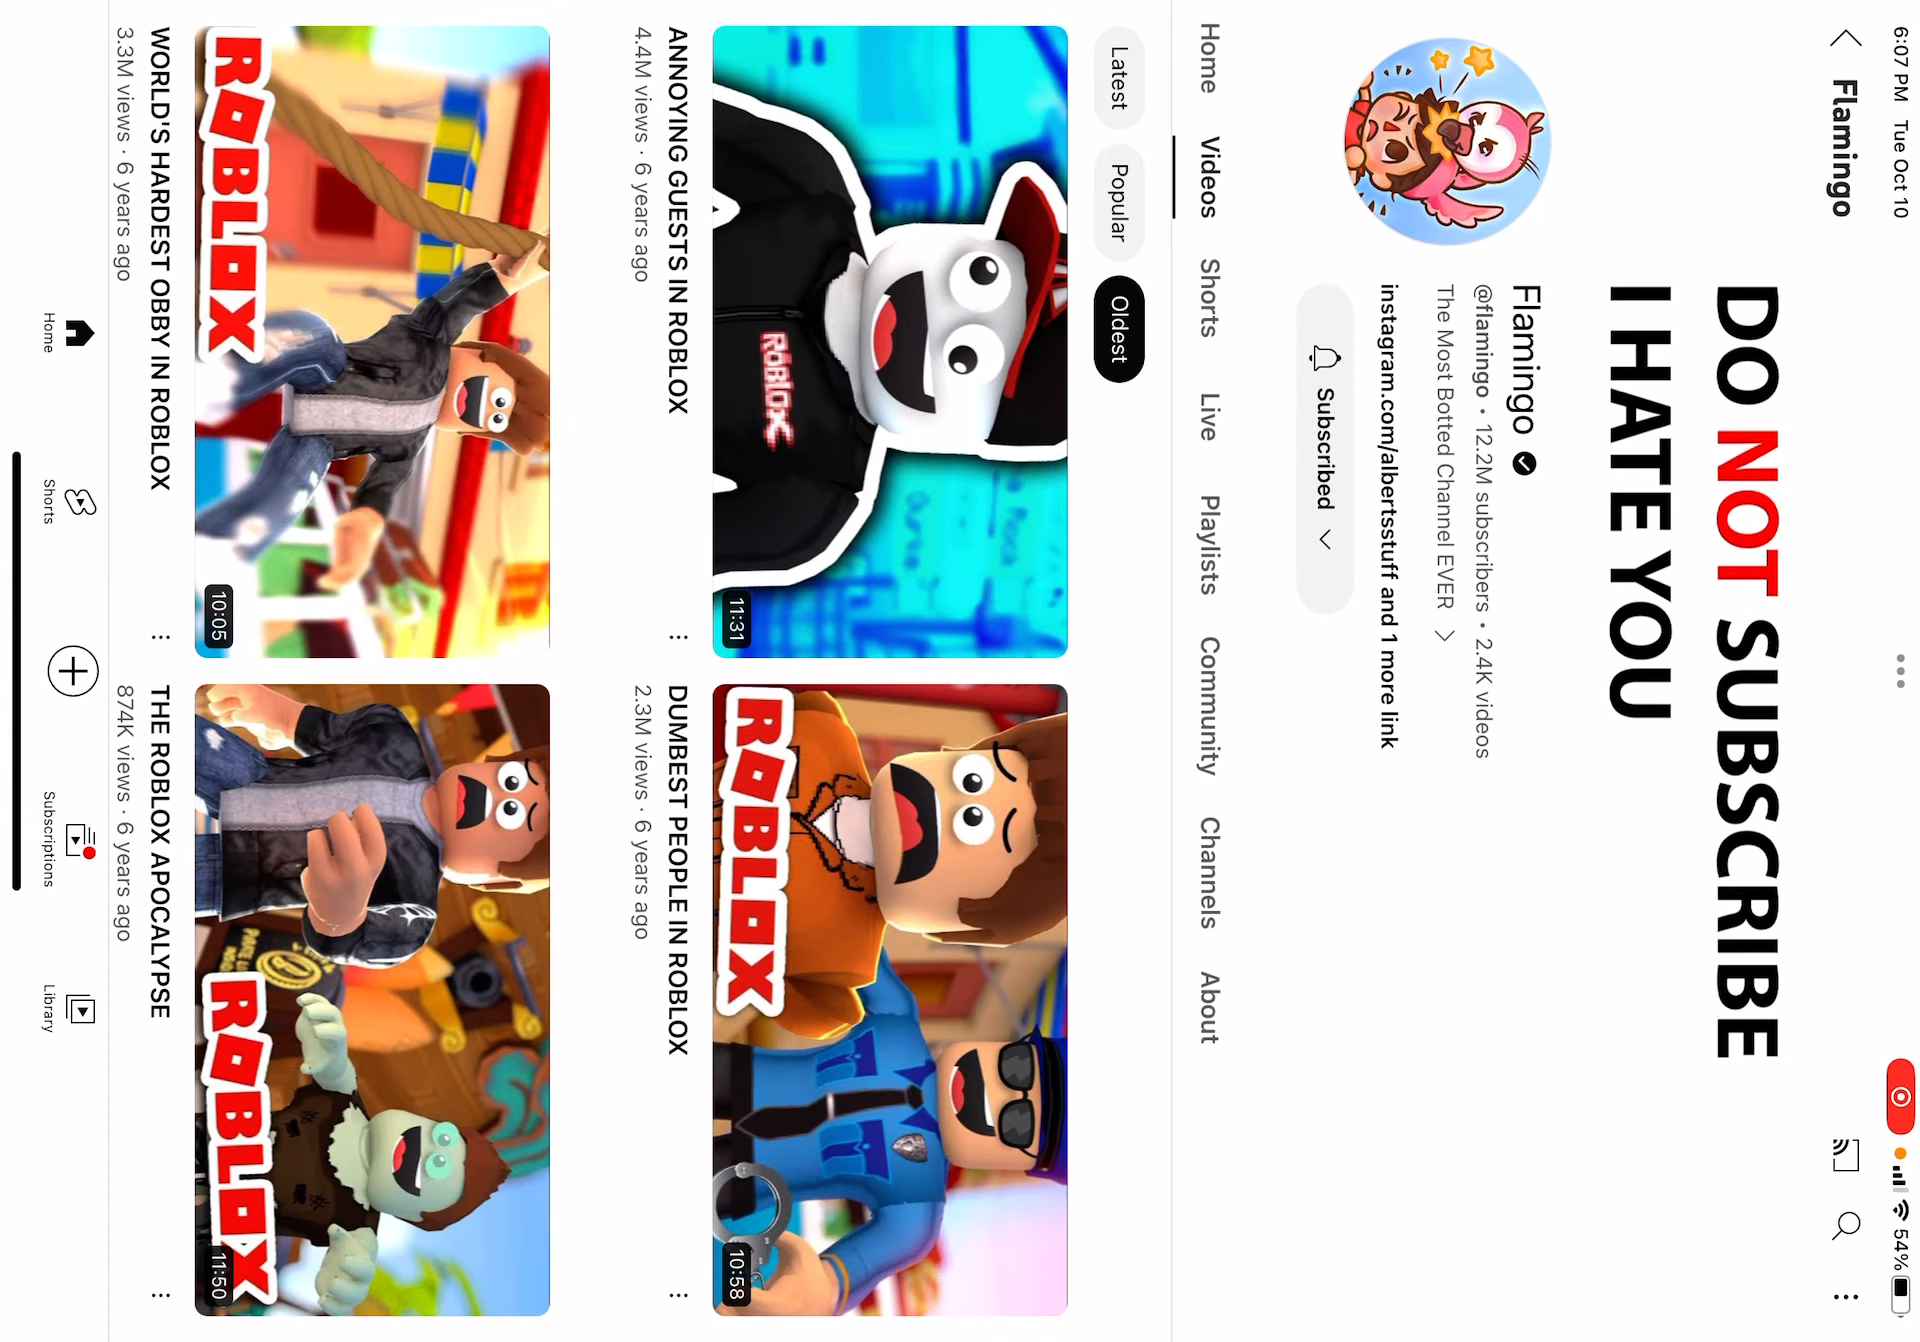 6:07 PM Tue Oct 10
54%
Flamingo
DO NOT SUBSCRIBE
I HATE YOU
Flamingo
@flamingo • 12.2M subscribers • 2.4K videos
The Most Botted Channel EVER
instagram.com/albertsstuff and 1 more link
Subscribed
Home Videos Shorts Live Playlists Community Channels About
Latest Popular Oldest
ROBLOX
11:31
ANNOYING GUESTS IN ROBLOX
4.4M views · 6 years ago
ROBLOX
10:58
DUMBEST PEOPLE IN ROBLOX
2.3M views · 6 years ago
ROBLOX
10:05
WORLD'S HARDEST OBBY IN ROBLOX
3.3M views · 6 years ago
ROBLOX
11:50
THE ROBLOX APOCALYPSE
874K views · 6 years ago
Home
Shorts
Subscriptions
Library